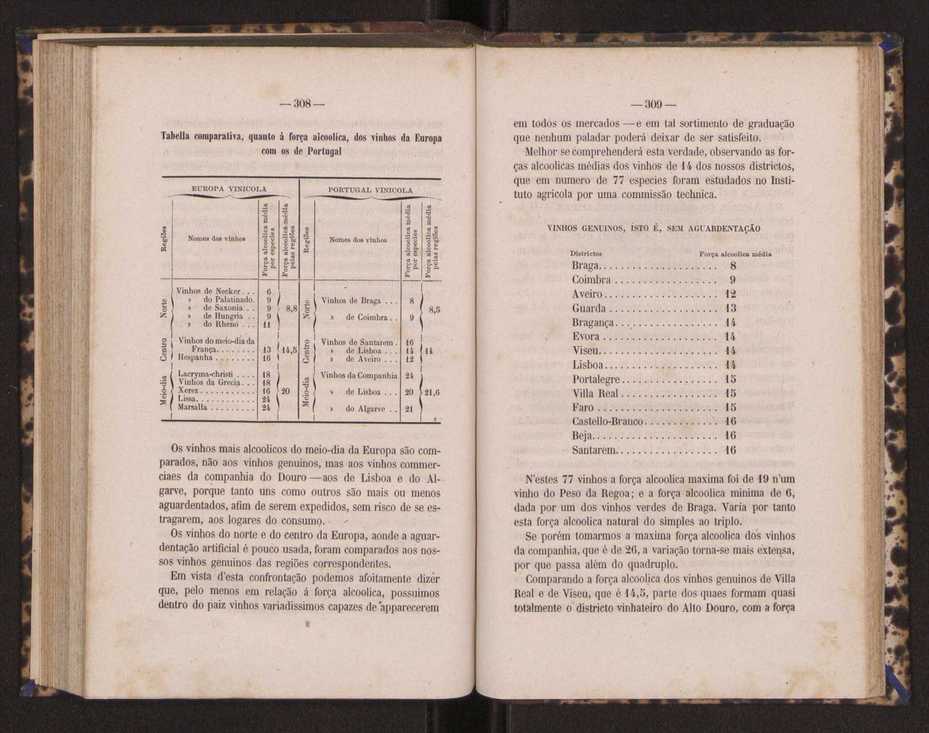 — 308 —
Tabella comparativa, quanto á força alcoolica, dos vinhos da Europa
com os de Portugal
EUROPA VINICOLA
Regiões
Nomes dos vinhos
Força alcoolica média por especies
Força alcoolica média pelas regiões
Norte
Vinhos de Necker . . . 6
» do Palatinado. 9
» de Saxonia . . 9
» de Hungria . . 9
» do Rheno . . . 11
8,8
Centro
Vinhos do meio-dia da
França. . . . . . . . 13
Hespanha . . . . . . . . 16
14,5
Meio-dia
Lacryma-christi . . . . 18
Vinhos da Grecia. . . 18
Xerez. . . . . . . . . . . 16
Lissa. . . . . . . . . . . 24
Marsalla . . . . . . . . . 24
20
PORTUGAL VINICOLA
Regiões
Nomes dos vinhos
Força alcoolica média por especies
Força alcoolica média pelas regiões
Norte
Vinhos de Braga . . . 8
» de Coimbra . . 9
8,5
Centro
Vinhos de Santarem . 16
» de Lisboa . . . 14
» de Aveiro . . . 12
14
Meio-dia
Vinhos da Companhia 24
» de Lisboa . . . 20
» do Algarve . . 21
21,6
Os vinhos mais alcoolicos do meio-dia da Europa são com-
parados, não aos vinhos genuinos, mas aos vinhos commer-
ciaes da companhia do Douro — aos de Lisboa e do Al-
garve, porque tanto uns como outros são mais ou menos
aguardentados, afim de serem expedidos, sem risco de se es-
tragarem, aos logares do consumo.
Os vinhos do norte e do centro da Europa, aonde a aguar-
dentação artificial é pouco usada, foram comparados aos nos-
sos vinhos genuinos das regiões correspondentes.
Em vista d'esta confrontação podemos afoitamente dizer
que, pelo menos em relação á força alcoolica, possuimos
dentro do paiz vinhos variadissimos capazes de apparecerem
— 309 —
em todos os mercados — e em tal sortimento de graduação
que nenhum paladar poderá deixar de ser satisfeito.
Melhor se comprehenderá esta verdade, observando as for-
ças alcoolicas médias dos vinhos de 14 dos nossos districtos,
que em numero de 77 especies foram estudados no Insti-
tuto agricola por uma commissão technica.
VINHOS GENUINOS, ISTO É, SEM AGUARDENTAÇÃO
Districtos Força alcoolica média
Braga. . . . . . . . . . . . . . . . . . . . 8
Coimbra . . . . . . . . . . . . . . . . . 9
Aveiro. . . . . . . . . . . . . . . . . . . 12
Guarda . . . . . . . . . . . . . . . . . . 13
Bragança. . . . . . . . . . . . . . . . . 14
Evora . . . . . . . . . . . . . . . . . . . 14
Viseu. . . . . . . . . . . . . . . . . . . . 14
Lisboa. . . . . . . . . . . . . . . . . . . 14
Portalegre. . . . . . . . . . . . . . . . 15
Villa Real . . . . . . . . . . . . . . . . 15
Faro . . . . . . . . . . . . . . . . . . . . 15
Castello-Branco. . . . . . . . . . . . 16
Beja. . . . . . . . . . . . . . . . . . . . . 16
Santarem. . . . . . . . . . . . . . . . . 16
N'estes 77 vinhos a força alcoolica maxima foi de 19 n'um
vinho do Peso da Regoa; e a força alcoolica minima de 6,
dada por um dos vinhos verdes de Braga. Varía por tanto
esta força alcoolica natural do simples ao triplo.
Se porém tomarmos a maxima força alcoolica dos vinhos
da companhia, que é de 26, a variação torna-se mais extensa,
por que passa além do quadruplo.
Comparando a força alcoolica dos vinhos genuinos de Villa
Real e de Viseu, que é 14,5, parte dos quaes formam quasi
totalmente o districto vinhateiro do Alto Douro, com a força